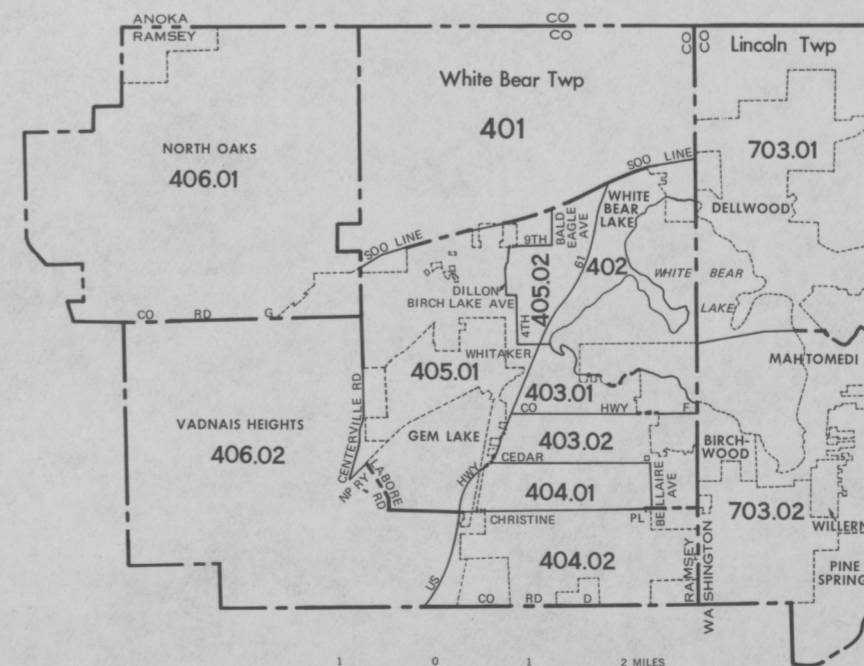 ANOKA CO
RAMSEY CO
CO
CO
Lincoln Twp
White Bear Twp
401
NORTH OAKS
406.01
703.01
SOO LINE
WHITE
BEAR
LAKE
DELLWOOD
BALD
EAGLE
AVE
9TH
SOO LINE
61
402
WHITE BEAR
LAKE
405.02
DILLON
BIRCH LAKE AVE
4TH
CO RD G
WHITAKER
MAHTOMEDI
405.01
403.01
CENTERVILLE RD
CO HWY F
VADNAIS HEIGHTS
406.02
GEM LAKE
403.02
BIRCH-
WOOD
CEDAR
NP RY
LABORE
RD
HWY
404.01
BELLAIRE
AVE
703.02
CHRISTINE PL
WILLERN
404.02
RAMSEY
WASHINGTON
PINE
SPRING
US
CO RD D
1 0 1 2 MILES